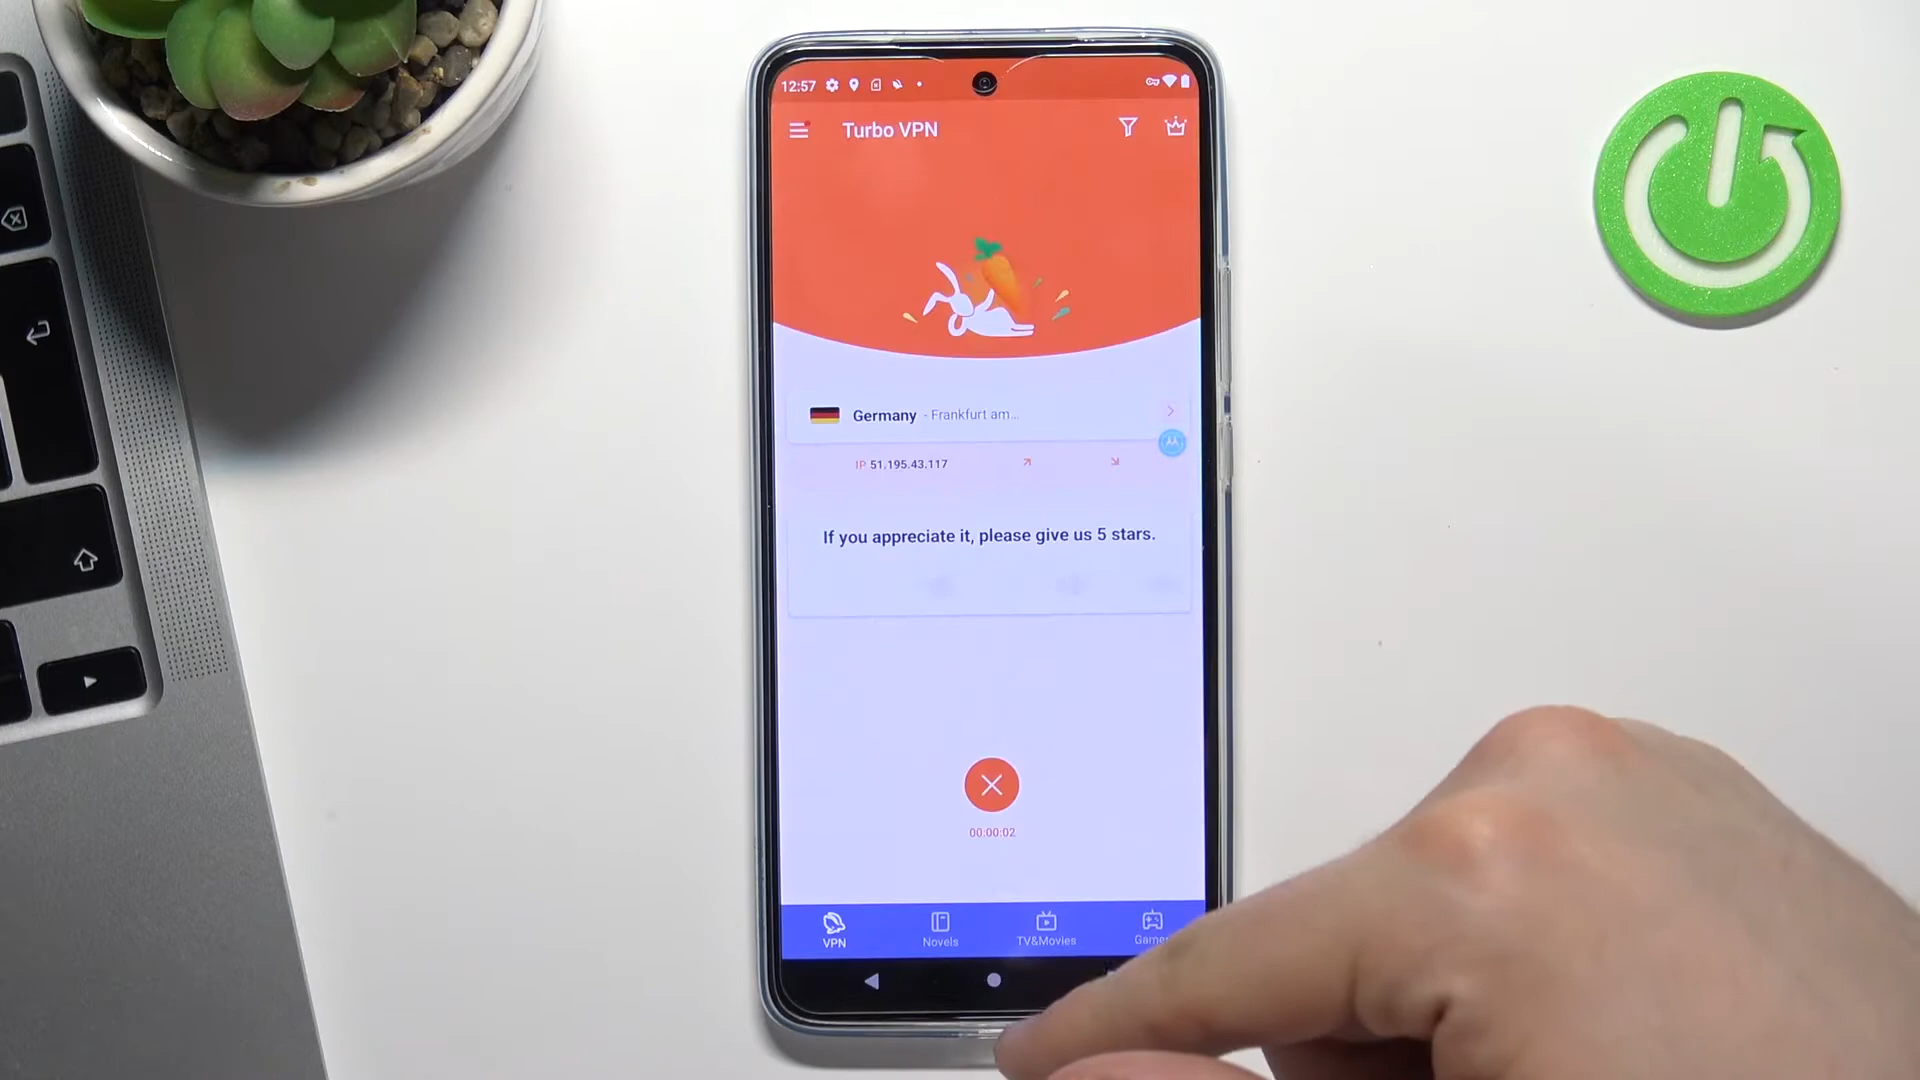 12:57
Turbo VPN
Germany - Frankfurt am...
IP 51.195.43.117
If you appreciate it, please give us 5 stars.
00:00:02
VPN
Novels
TV&Movies